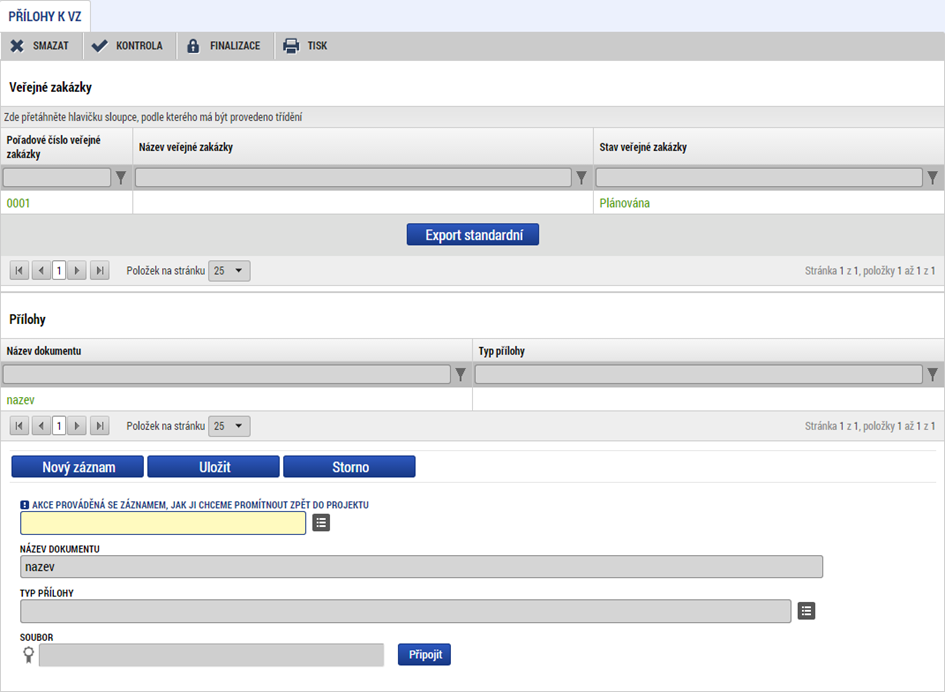 PŘÍLOHY K VZ
SMAZAT KONTROLA FINALIZACE TISK
Veřejné zakázky
Zde přetáhněte hlavičku sloupce, podle kterého má být provedeno třídění
Pořadové číslo veřejné zakázky Název veřejné zakázky Stav veřejné zakázky
0001 Plánována
Export standardní
1 Položek na stránku 25 Stránka 1 z 1, položky 1 až 1 z 1
Přílohy
Název dokumentu Typ přílohy
nazev
1 Položek na stránku 25 Stránka 1 z 1, položky 1 až 1 z 1
Nový záznam Uložit Storno
AKCE PROVÁDĚNÁ SE ZÁZNAMEM, JAK JI CHCEME PROMÍTNOUT ZPĚT DO PROJEKTU
NÁZEV DOKUMENTU
nazev
TYP PŘÍLOHY
SOUBOR
Připojit